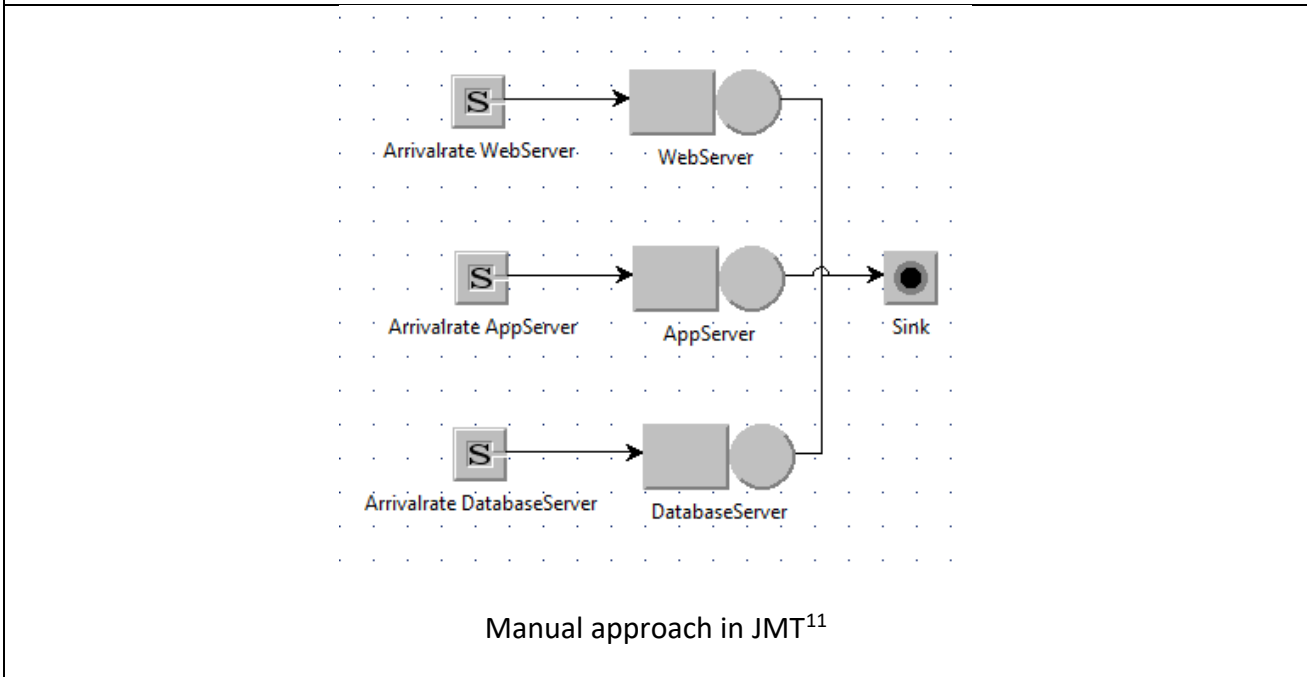 S
Arrivalrate WebServer
WebServer
S
Arrivalrate AppServer
AppServer
Sink
S
Arrivalrate DatabaseServer
DatabaseServer
Manual approach in JMT11